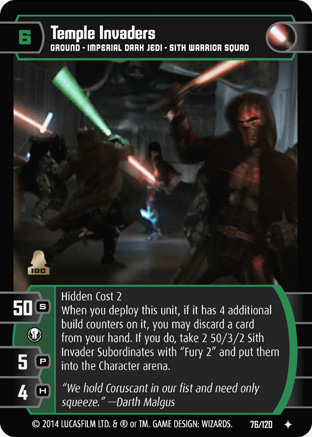 6
Temple Invaders
GROUND - IMPERIAL DARK JEDI - SITH WARRIOR SQUAD
IDC
50 S
5 P
4 H
Hidden Cost 2
When you deploy this unit, if it has 4 additional
build counters on it, you may discard a card
from your hand. If you do, take 2 50/3/2 Sith
Invader Subordinates with “Fury 2” and put them
into the Character arena.
“We hold Coruscant in our fist and need only
squeeze.” —Darth Malgus
© 2014 LUCASFILM LTD. & ® OR TM. GAME DESIGN: WIZARDS.
76/120